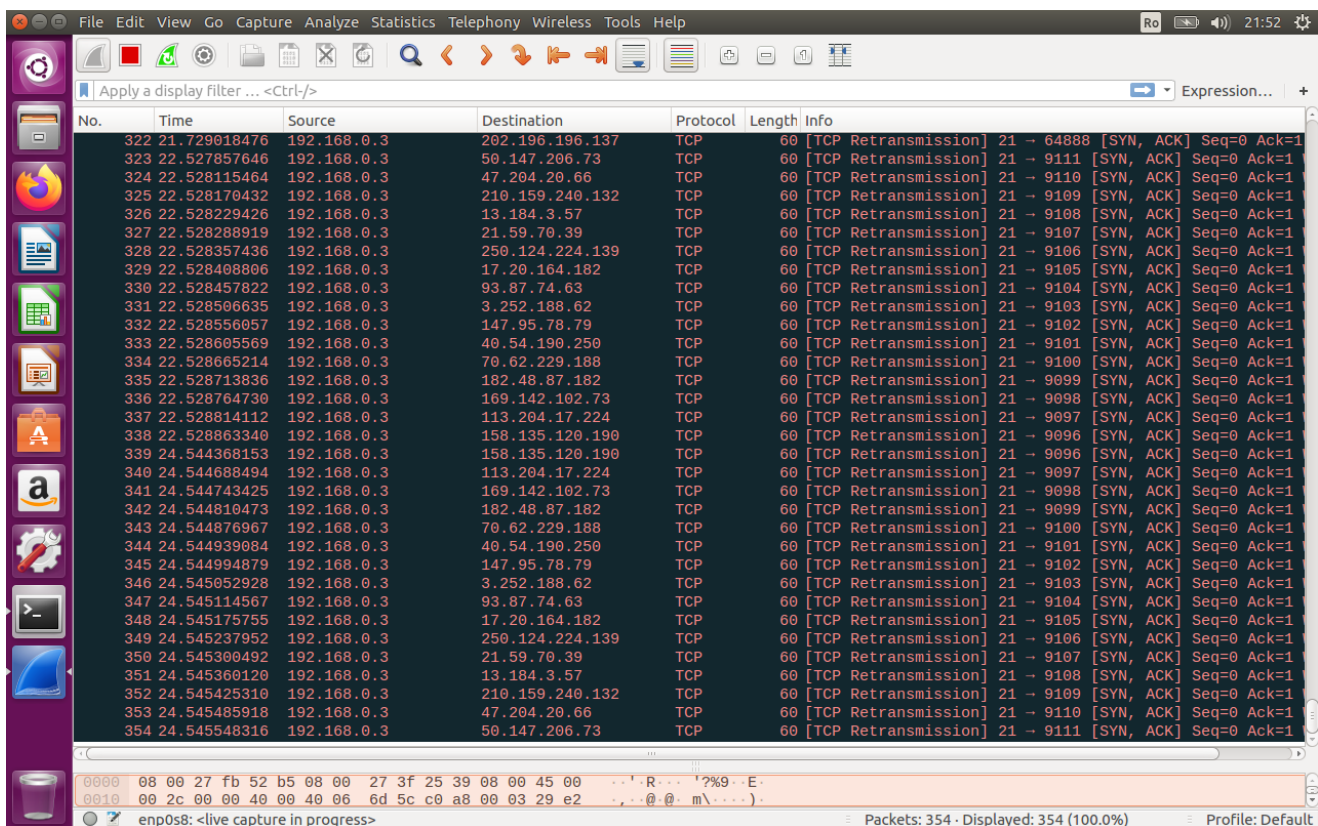 File Edit View Go Capture Analyze Statistics Telephony Wireless Tools Help Ro 21:52
Apply a display filter … <Ctrl-/> Expression… +
No. Time Source Destination Protocol Length Info
322 21.729018476 192.168.0.3 202.196.196.137 TCP 60 [TCP Retransmission] 21 → 64888 [SYN, ACK] Seq=0 Ack=1
323 22.527857646 192.168.0.3 50.147.206.73 TCP 60 [TCP Retransmission] 21 → 9111 [SYN, ACK] Seq=0 Ack=1
324 22.528115464 192.168.0.3 47.204.20.66 TCP 60 [TCP Retransmission] 21 → 9110 [SYN, ACK] Seq=0 Ack=1
325 22.528170432 192.168.0.3 210.159.240.132 TCP 60 [TCP Retransmission] 21 → 9109 [SYN, ACK] Seq=0 Ack=1
326 22.528229426 192.168.0.3 13.184.3.57 TCP 60 [TCP Retransmission] 21 → 9108 [SYN, ACK] Seq=0 Ack=1
327 22.528288919 192.168.0.3 21.59.70.39 TCP 60 [TCP Retransmission] 21 → 9107 [SYN, ACK] Seq=0 Ack=1
328 22.528357436 192.168.0.3 250.124.224.139 TCP 60 [TCP Retransmission] 21 → 9106 [SYN, ACK] Seq=0 Ack=1
329 22.528408806 192.168.0.3 17.20.164.182 TCP 60 [TCP Retransmission] 21 → 9105 [SYN, ACK] Seq=0 Ack=1
330 22.528457822 192.168.0.3 93.87.74.63 TCP 60 [TCP Retransmission] 21 → 9104 [SYN, ACK] Seq=0 Ack=1
331 22.528506635 192.168.0.3 3.252.188.62 TCP 60 [TCP Retransmission] 21 → 9103 [SYN, ACK] Seq=0 Ack=1
332 22.528556057 192.168.0.3 147.95.78.79 TCP 60 [TCP Retransmission] 21 → 9102 [SYN, ACK] Seq=0 Ack=1
333 22.528605569 192.168.0.3 40.54.190.250 TCP 60 [TCP Retransmission] 21 → 9101 [SYN, ACK] Seq=0 Ack=1
334 22.528665214 192.168.0.3 70.62.229.188 TCP 60 [TCP Retransmission] 21 → 9100 [SYN, ACK] Seq=0 Ack=1
335 22.528713836 192.168.0.3 182.48.87.182 TCP 60 [TCP Retransmission] 21 → 9099 [SYN, ACK] Seq=0 Ack=1
336 22.528764730 192.168.0.3 169.142.102.73 TCP 60 [TCP Retransmission] 21 → 9098 [SYN, ACK] Seq=0 Ack=1
337 22.528814112 192.168.0.3 113.204.17.224 TCP 60 [TCP Retransmission] 21 → 9097 [SYN, ACK] Seq=0 Ack=1
338 22.528863340 192.168.0.3 158.135.120.190 TCP 60 [TCP Retransmission] 21 → 9096 [SYN, ACK] Seq=0 Ack=1
339 24.544368153 192.168.0.3 158.135.120.190 TCP 60 [TCP Retransmission] 21 → 9096 [SYN, ACK] Seq=0 Ack=1
340 24.544688494 192.168.0.3 113.204.17.224 TCP 60 [TCP Retransmission] 21 → 9097 [SYN, ACK] Seq=0 Ack=1
341 24.544743425 192.168.0.3 169.142.102.73 TCP 60 [TCP Retransmission] 21 → 9098 [SYN, ACK] Seq=0 Ack=1
342 24.544810473 192.168.0.3 182.48.87.182 TCP 60 [TCP Retransmission] 21 → 9099 [SYN, ACK] Seq=0 Ack=1
343 24.544876967 192.168.0.3 70.62.229.188 TCP 60 [TCP Retransmission] 21 → 9100 [SYN, ACK] Seq=0 Ack=1
344 24.544939084 192.168.0.3 40.54.190.250 TCP 60 [TCP Retransmission] 21 → 9101 [SYN, ACK] Seq=0 Ack=1
345 24.544994879 192.168.0.3 147.95.78.79 TCP 60 [TCP Retransmission] 21 → 9102 [SYN, ACK] Seq=0 Ack=1
346 24.545052928 192.168.0.3 3.252.188.62 TCP 60 [TCP Retransmission] 21 → 9103 [SYN, ACK] Seq=0 Ack=1
347 24.545114567 192.168.0.3 93.87.74.63 TCP 60 [TCP Retransmission] 21 → 9104 [SYN, ACK] Seq=0 Ack=1
348 24.545175755 192.168.0.3 17.20.164.182 TCP 60 [TCP Retransmission] 21 → 9105 [SYN, ACK] Seq=0 Ack=1
349 24.545237952 192.168.0.3 250.124.224.139 TCP 60 [TCP Retransmission] 21 → 9106 [SYN, ACK] Seq=0 Ack=1
350 24.545300492 192.168.0.3 21.59.70.39 TCP 60 [TCP Retransmission] 21 → 9107 [SYN, ACK] Seq=0 Ack=1
351 24.545360120 192.168.0.3 13.184.3.57 TCP 60 [TCP Retransmission] 21 → 9108 [SYN, ACK] Seq=0 Ack=1
352 24.545425310 192.168.0.3 210.159.240.132 TCP 60 [TCP Retransmission] 21 → 9109 [SYN, ACK] Seq=0 Ack=1
353 24.545485918 192.168.0.3 47.204.20.66 TCP 60 [TCP Retransmission] 21 → 9110 [SYN, ACK] Seq=0 Ack=1
354 24.545548316 192.168.0.3 50.147.206.73 TCP 60 [TCP Retransmission] 21 → 9111 [SYN, ACK] Seq=0 Ack=1
0000 08 00 27 fb 52 b5 08 00 27 3f 25 39 08 00 45 00 ··'·R··· '?%9··E·
0010 00 2c 00 00 40 00 40 06 6d 5c c0 a8 00 03 29 e2 ·,··@·@· m\····)·
enp0s8: <live capture in progress> Packets: 354 · Displayed: 354 (100.0%) Profile: Default